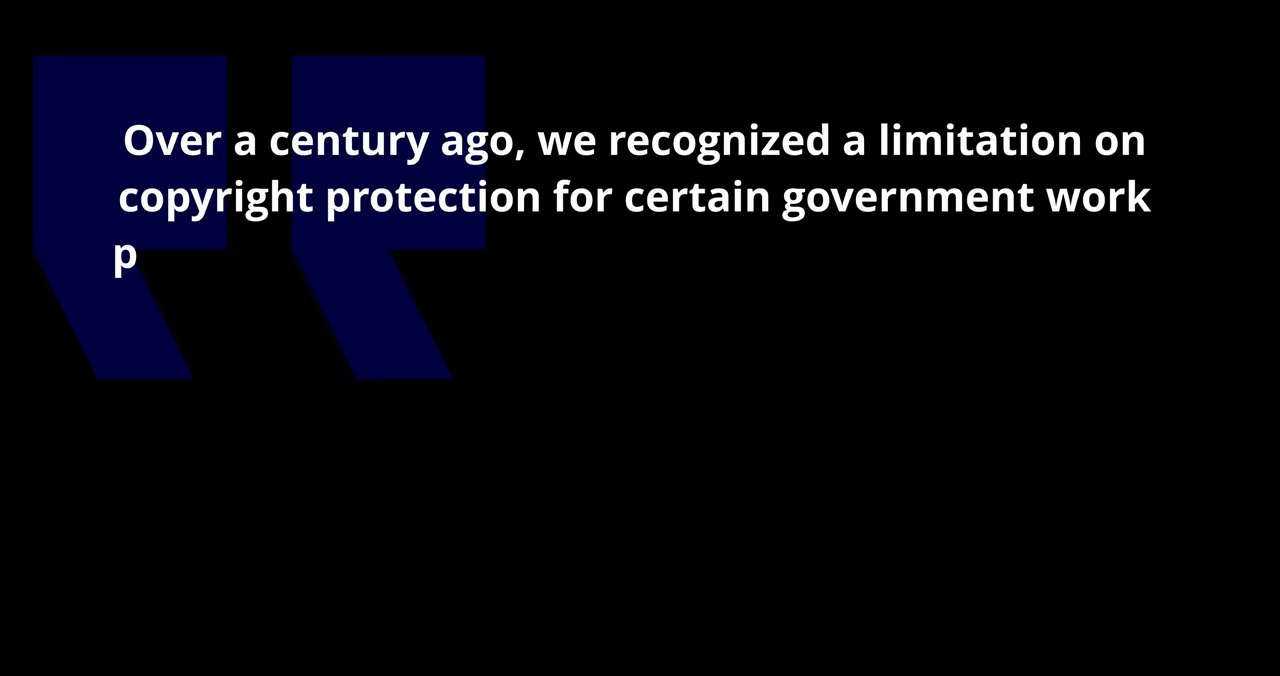 Over a century ago, we recognized a limitation on
copyright protection for certain government work
p